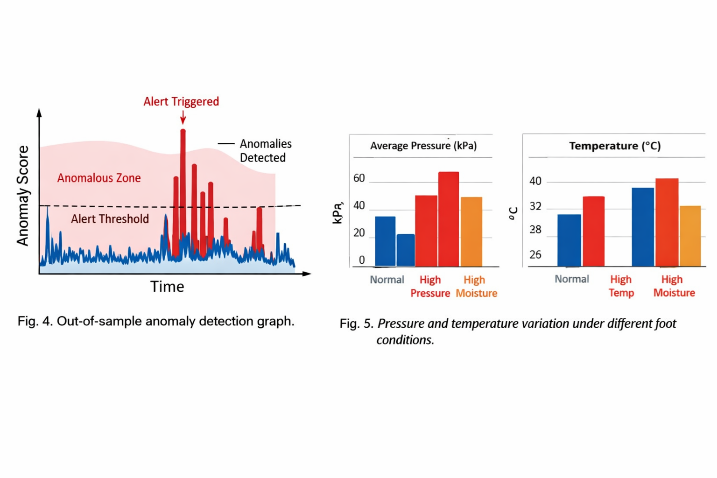 Alert Triggered
Anomalies
Detected
Anomalous Zone
Alert Threshold
Anomaly Score
Time
Fig. 4. Out-of-sample anomaly detection graph.
Average Pressure (kPa)
kPa,
60
40
20
0
Normal
High
Pressure
High
Moisture
Temperature (°C)
°C
40
32
28
26
Normal
High
Temp
High
Moisture
Fig. 5. Pressure and temperature variation under different foot
conditions.